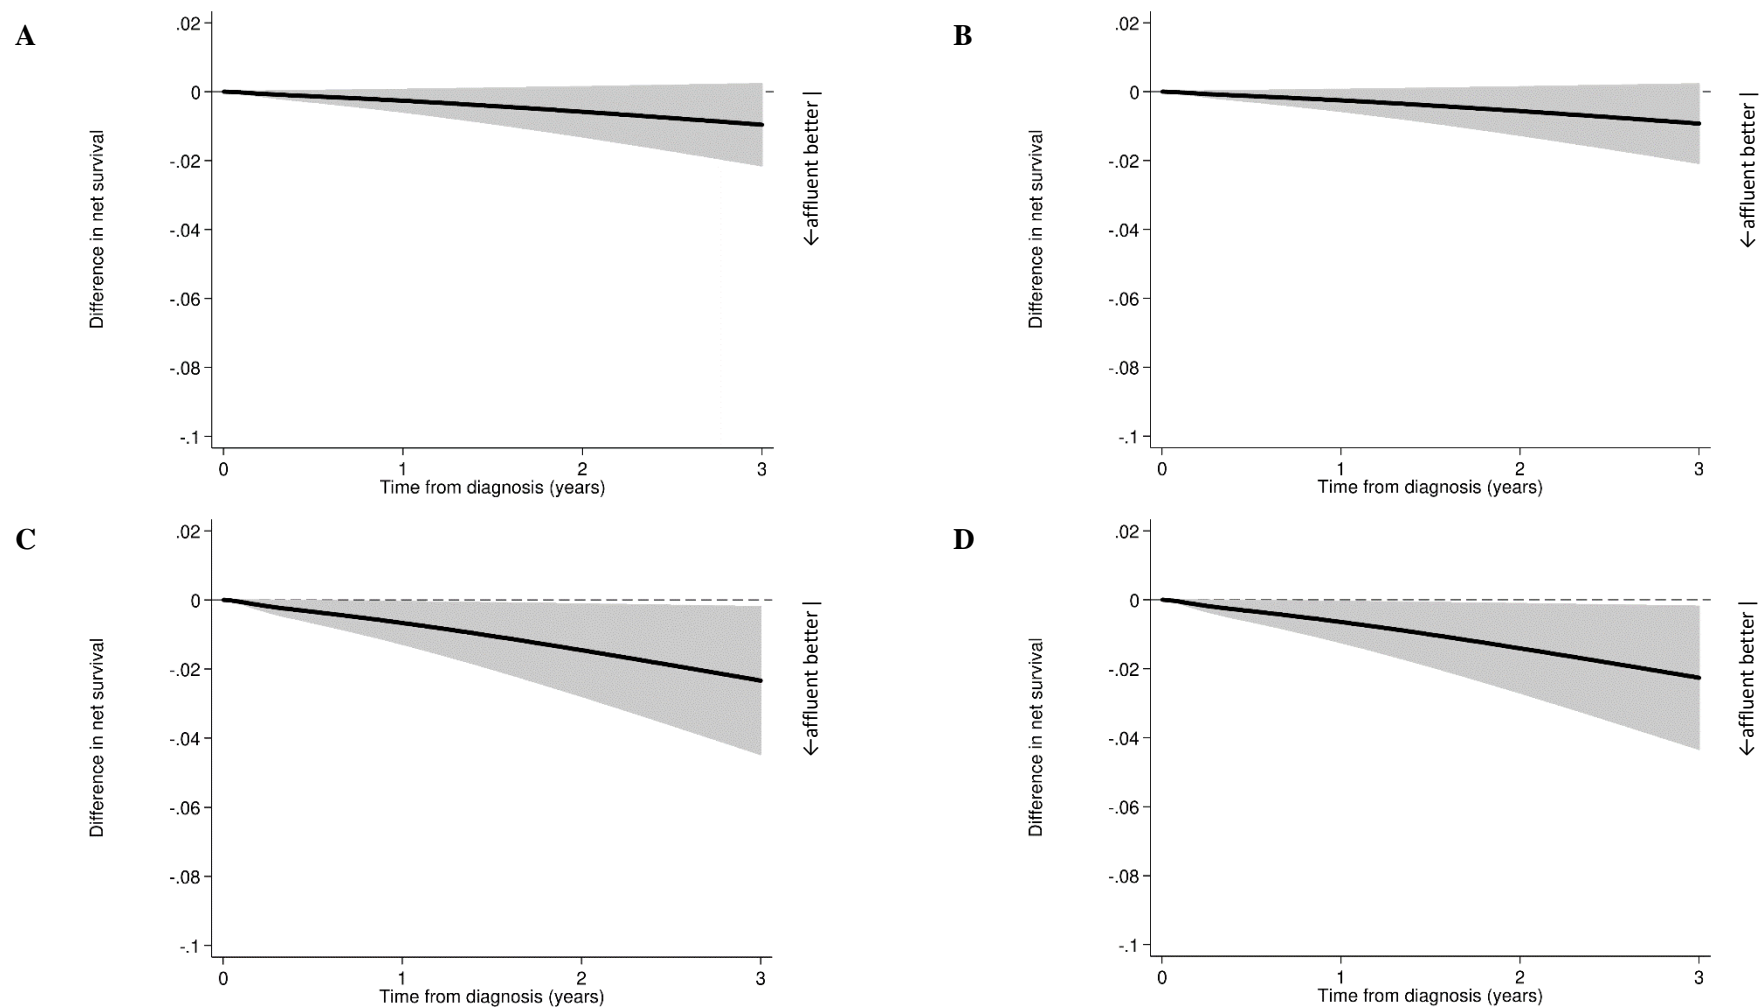 A
.02
0
-.02
-.04
-.06
-.08
-.1
Difference in net survival
0 1 2 3
Time from diagnosis (years)
←affluent better |
B
.02
0
-.02
-.04
-.06
-.08
-.1
Difference in net survival
0 1 2 3
Time from diagnosis (years)
←affluent better |
C
.02
0
-.02
-.04
-.06
-.08
-.1
Difference in net survival
0 1 2 3
Time from diagnosis (years)
←affluent better |
D
.02
0
-.02
-.04
-.06
-.08
-.1
Difference in net survival
0 1 2 3
Time from diagnosis (years)
←affluent better |